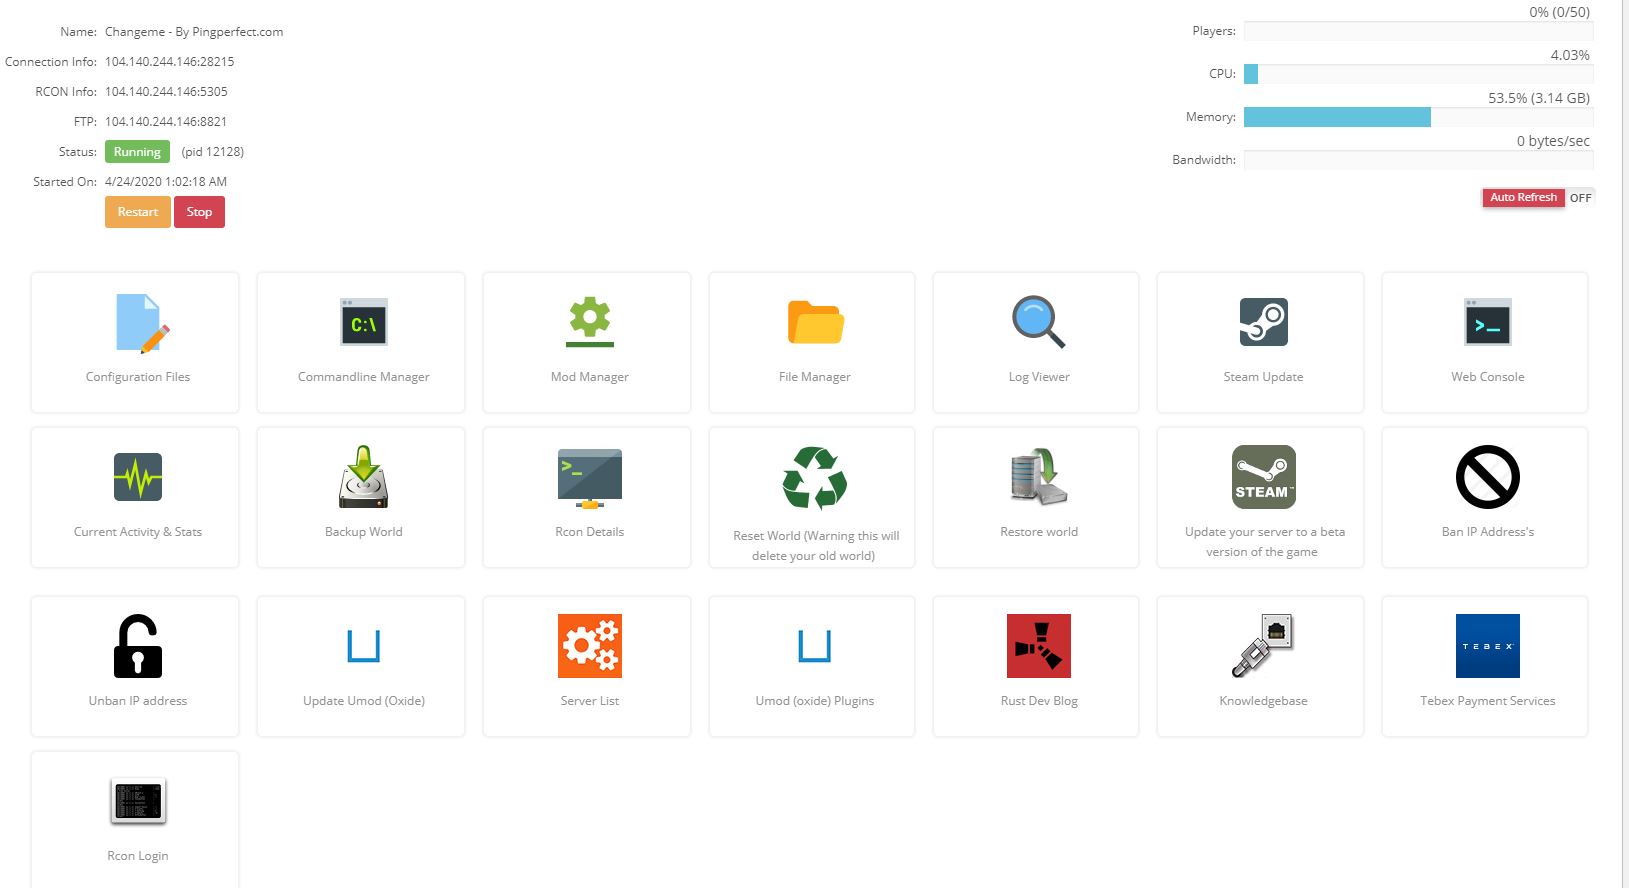 Name: Changeme - By Pingperfect.com
Connection Info: 104.140.244.146:28215
RCON Info: 104.140.244.146:5305
FTP: 104.140.244.146:8821
Status: Running (pid 12128)
Started On: 4/24/2020 1:02:18 AM
Restart Stop
0% (0/50)
Players:
4.03%
CPU:
53.5% (3.14 GB)
Memory:
0 bytes/sec
Bandwidth:
Auto Refresh OFF
C:\
>_
Configuration Files
Commandline Manager
Mod Manager
File Manager
Log Viewer
Steam Update
Web Console
>_
STEAM™
Current Activity & Stats
Backup World
Rcon Details
Reset World (Warning this will
delete your old world)
Restore world
Update your server to a beta
version of the game
Ban IP Address's
TEBEX
Unban IP address
Update Umod (Oxide)
Server List
Umod (oxide) Plugins
Rust Dev Blog
Knowledgebase
Tebex Payment Services
Rcon Login